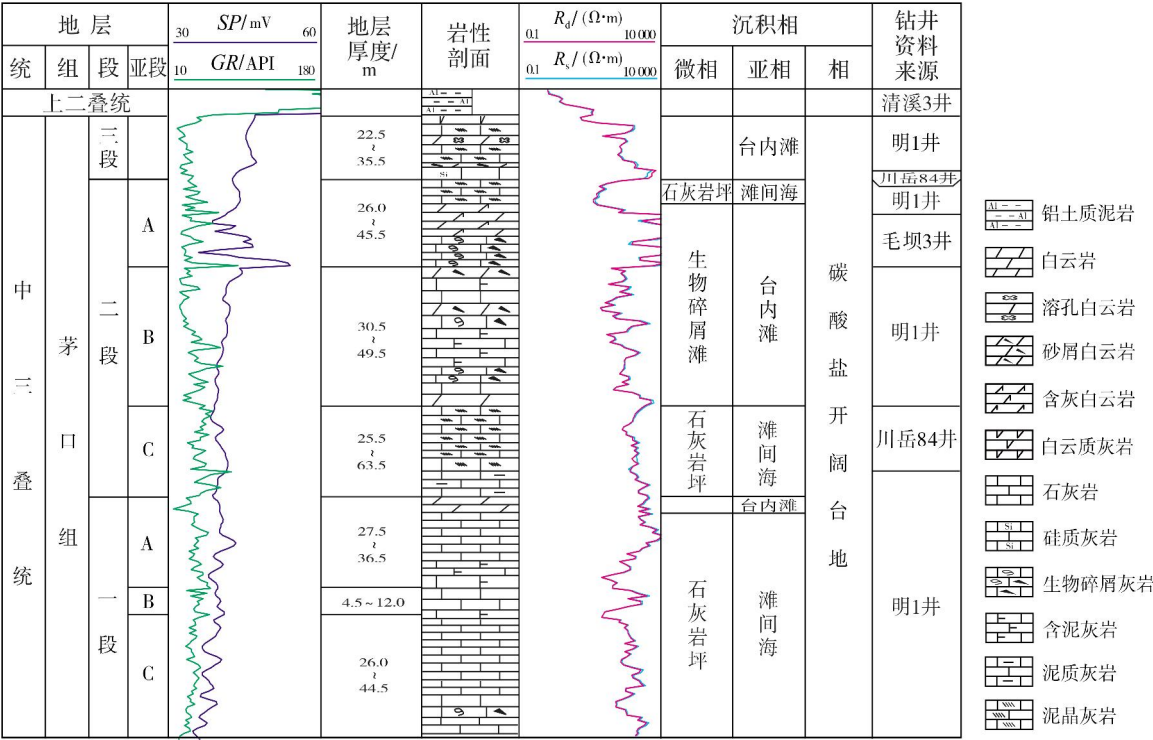 地层
统
组
段
亚段
30 SP/mV 60
10 GR/API 180
地层
厚度/
m
岩性
剖面
Rd/(Ω·m)
0.1 10 000
Rs/(Ω·m)
0.1 10 000
沉积相
微相
亚相
相
钻井
资料
来源
上二叠统
清溪3井
中三叠统
茅口组
三段
二段
一段
A
B
C
A
B
C
22.5
~
35.5
26.0
~
45.5
30.5
~
49.5
25.5
~
63.5
27.5
~
36.5
4.5~12.0
26.0
~
44.5
Al
Al
Al
Si
石灰岩坪
生物碎屑滩
石灰岩坪
石灰岩坪
台内滩
滩间海
台内滩
滩间海
台内滩
滩间海
碳酸盐开阔台地
明1井
川岳84井
明1井
毛坝3井
明1井
川岳84井
明1井
Al
Al
Al
铝土质泥岩
白云岩
溶孔白云岩
砂屑白云岩
含灰白云岩
白云质灰岩
石灰岩
Si
Si
硅质灰岩
生物碎屑灰岩
含泥灰岩
泥质灰岩
泥晶灰岩